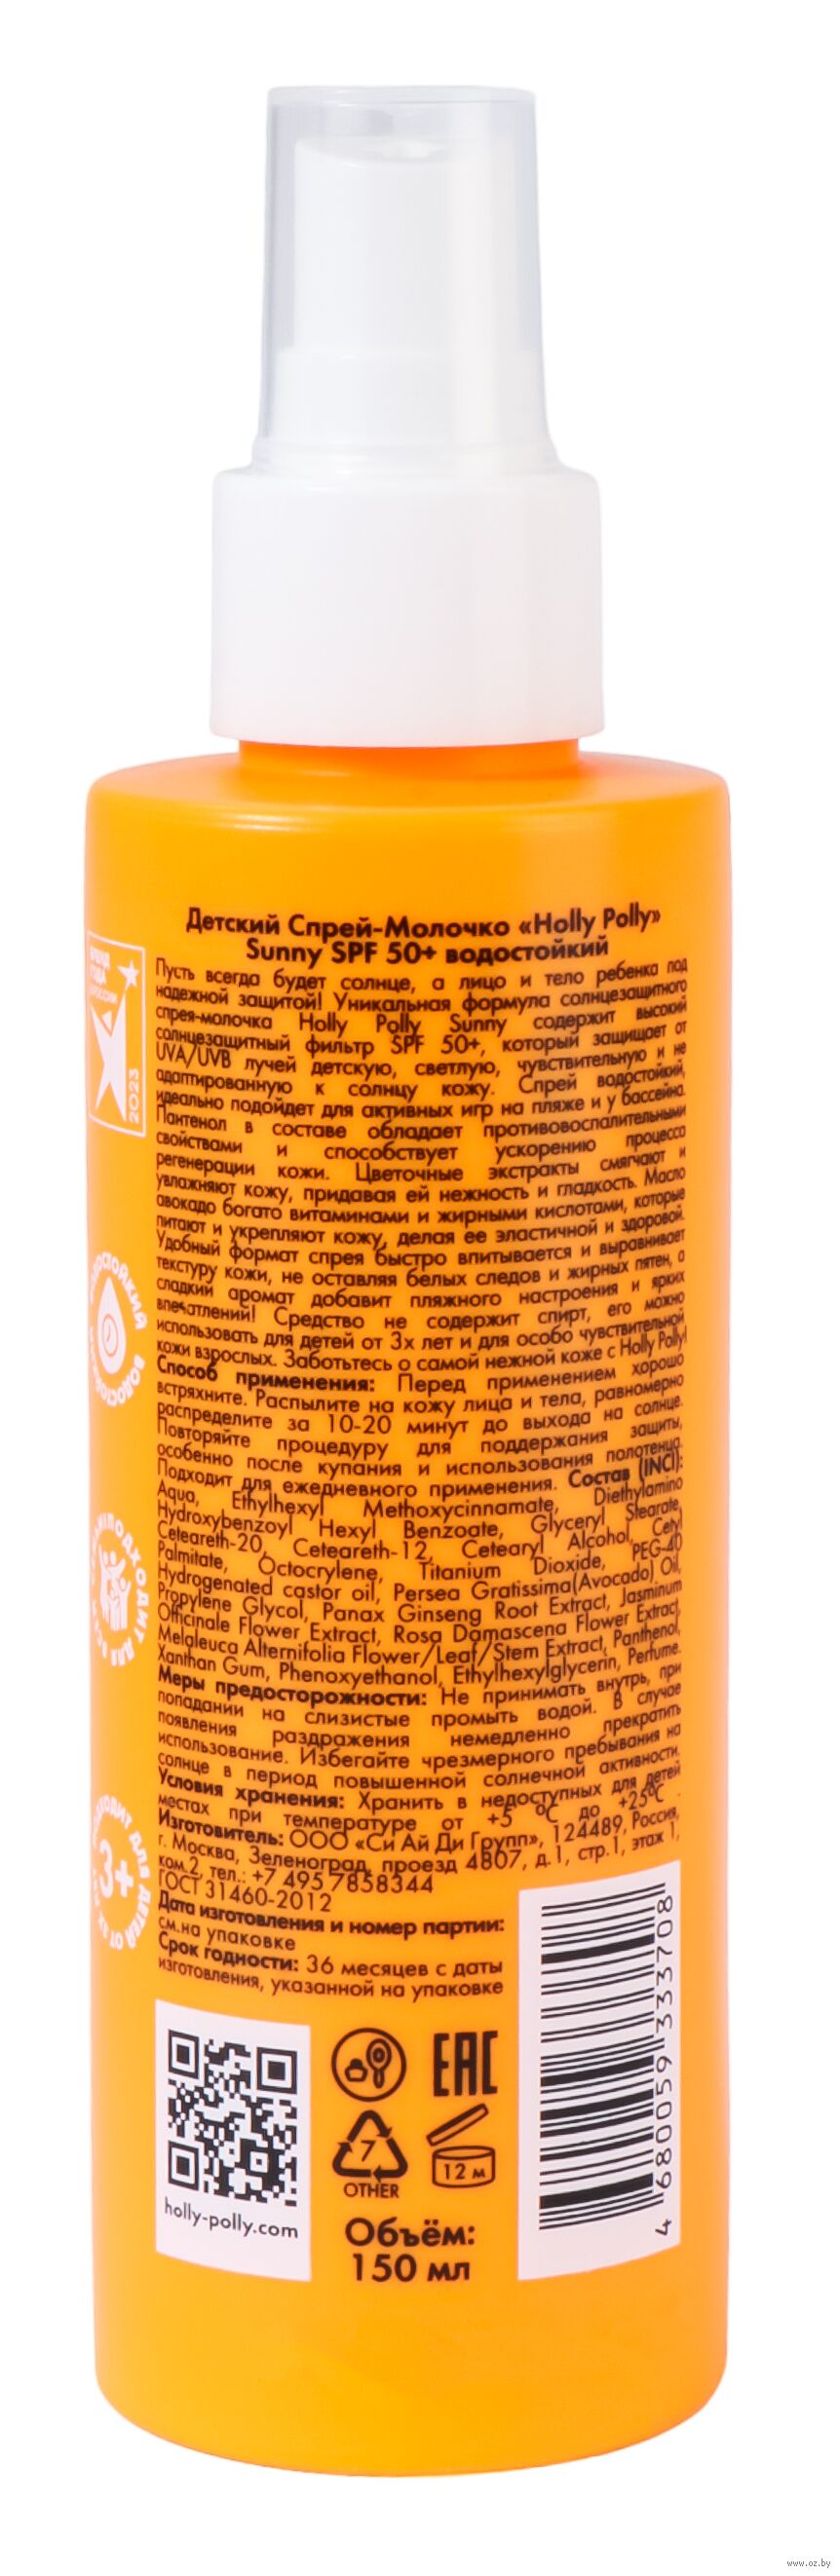 Детский Спрей-Молочко «Holly Polly»
Sunny SPF 50+ водостойкий
Пусть всегда будет солнце, а лицо и тело ребенка под
надежной защитой! Уникальная формула солнцезащитного
спрея-молочка Holly Polly Sunny содержит высокий
солнцезащитный фильтр SPF 50+, который защищает от
UVA/UVB лучей детскую, светлую, чувствительную и не
адаптированную к солнцу кожу. Спрей водостойкий,
идеально подойдет для активных игр на пляже и у бассейна.
Пантенол в составе обладает противовоспалительными
свойствами и способствует ускорению процесса
регенерации кожи. Цветочные экстракты смягчают и
увлажняют кожу, придавая ей нежность и гладкость. Масло
авокадо богато витаминами и жирными кислотами, которые
питают и укрепляют кожу, делая ее эластичной и здоровой.
Удобный формат спрея быстро впитывается и выравнивает
текстуру кожи, не оставляя белых следов и жирных пятен, а
сладкий аромат добавит пляжного настроения и ярких
впечатлений! Средство не содержит спирт, его можно
использовать для детей от 3х лет и для особо чувствительной
кожи взрослых. Заботьтесь о самой нежной коже с Holly Polly!
Способ применения: Перед применением хорошо
встряхните. Распылите на кожу лица и тела, равномерно
распределите за 10-20 минут до выхода на солнце.
Повторяйте процедуру для поддержания защиты,
особенно после купания и использования полотенца.
Подходит для ежедневного применения. Состав (INCI):
Aqua, Ethylhexyl Methoxycinnamate, Diethylamino
Hydroxybenzoyl Hexyl Benzoate, Glyceryl Stearate,
Ceteareth-20, Ceteareth-12, Cetearyl Alcohol, Cetyl
Palmitate, Octocrylene, Titanium Dioxide, PEG-40
Hydrogenated castor oil, Persea Gratissima(Avocado) Oil,
Propylene Glycol, Panax Ginseng Root Extract, Jasminum
Officinale Flower Extract, Rosa Damascena Flower Extract,
Melaleuca Alternifolia Flower/Leaf/Stem Extract, Panthenol,
Xanthan Gum, Phenoxyethanol, Ethylhexylglycerin, Perfume.
Меры предосторожности: Не принимать внутрь, при
попадании на слизистые промыть водой. В случае
появления раздражения немедленно прекратить
использование. Избегайте чрезмерного пребывания на
солнце в период повышенной солнечной активности.
Условия хранения: Хранить в недоступных для детей
местах при температуре от +5 °C до +25°C .
Изготовитель: ООО «Си Ай Ди Групп», 124489, Россия,
г. Москва, Зеленоград, проезд 4807, д.1, стр.1, этаж 1,
ком.2, тел.: +7 495 7858344
ГОСТ 31460-2012
Дата изготовления и номер партии:
см.на упаковке
Срок годности: 36 месяцев с даты
изготовления, указанной на упаковке
holly-polly.com
EAC
7
OTHER
12 м
Объём:
150 мл
4 680059 333708
2023
ВОДОСТОЙКИЙ
ПОДХОДИТ ДЛЯ ВСЕЙ
3+
ПОДХОДИТ ДЛЯ ДЕТЕЙ ОТ
www.oz.by